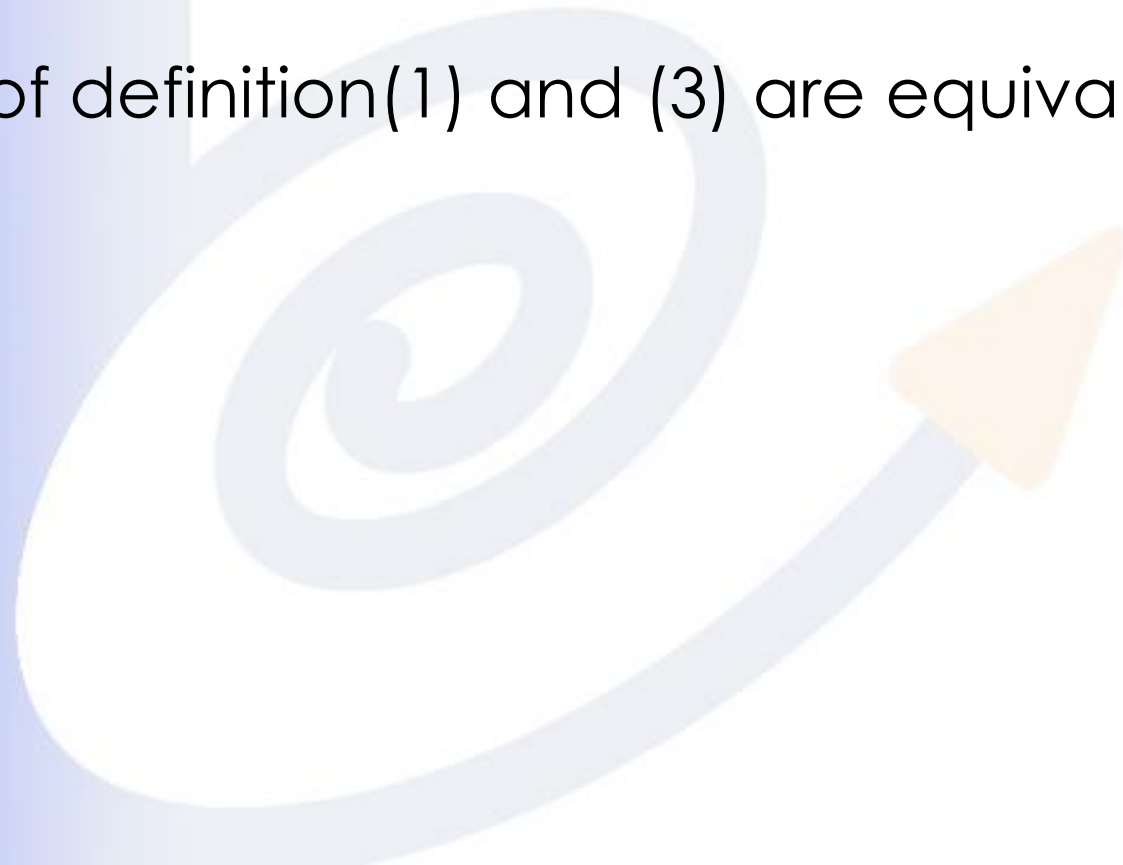 of definition(1) and (3) are equiva